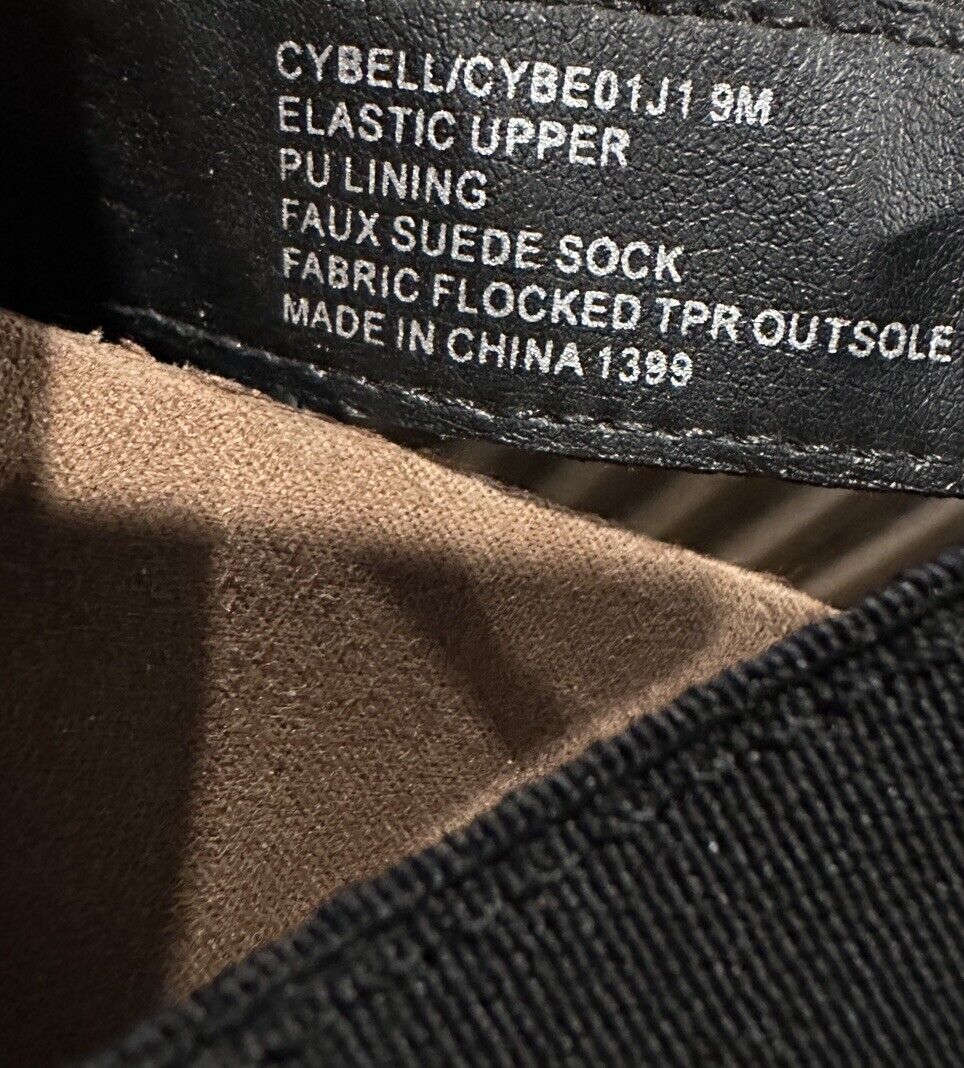 CYBELL/CYBE01J1 9M
ELASTIC UPPER
PU LINING
FAUX SUEDE SOCK
FABRIC FLOCKED TPR OUTSOLE
MADE IN CHINA 1399